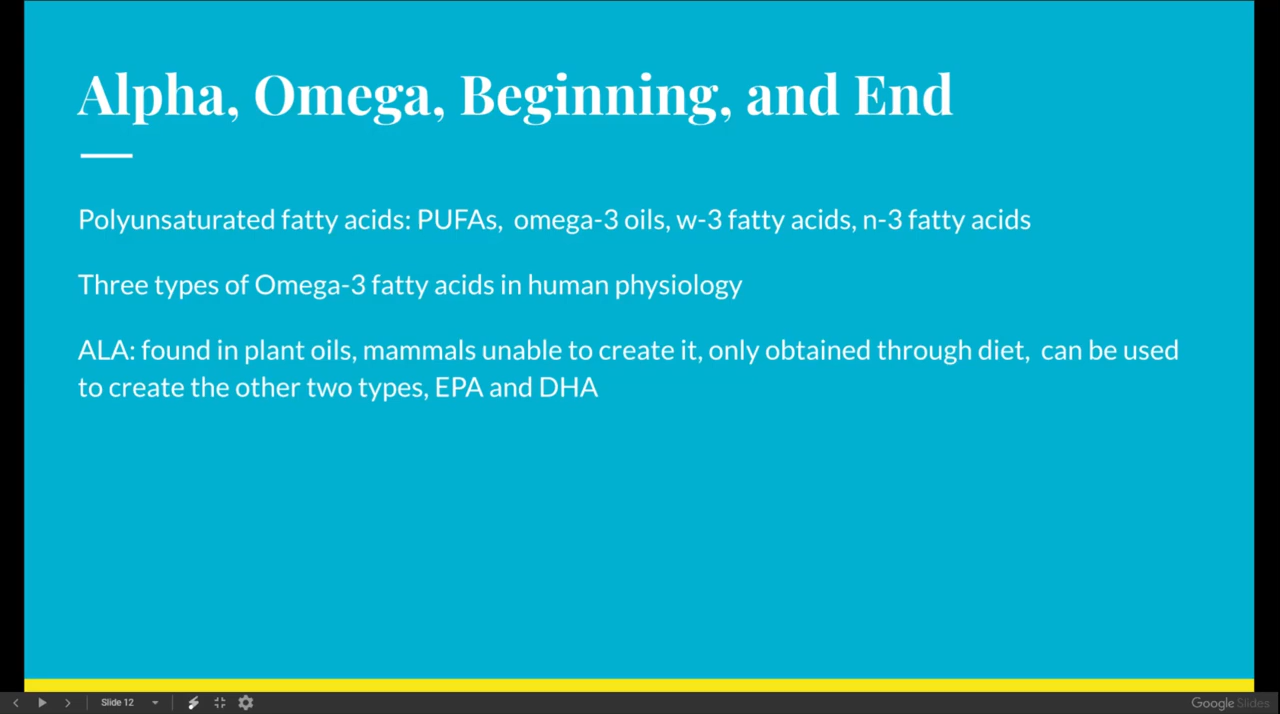 Alpha, Omega, Beginning, and End
Polyunsaturated fatty acids: PUFAs,  omega-3 oils, w-3 fatty acids, n-3 fatty acids
Three types of Omega-3 fatty acids in human physiology
ALA: found in plant oils, mammals unable to create it, only obtained through diet,  can be used
to create the other two types, EPA and DHA
Slide 12
Google Slides